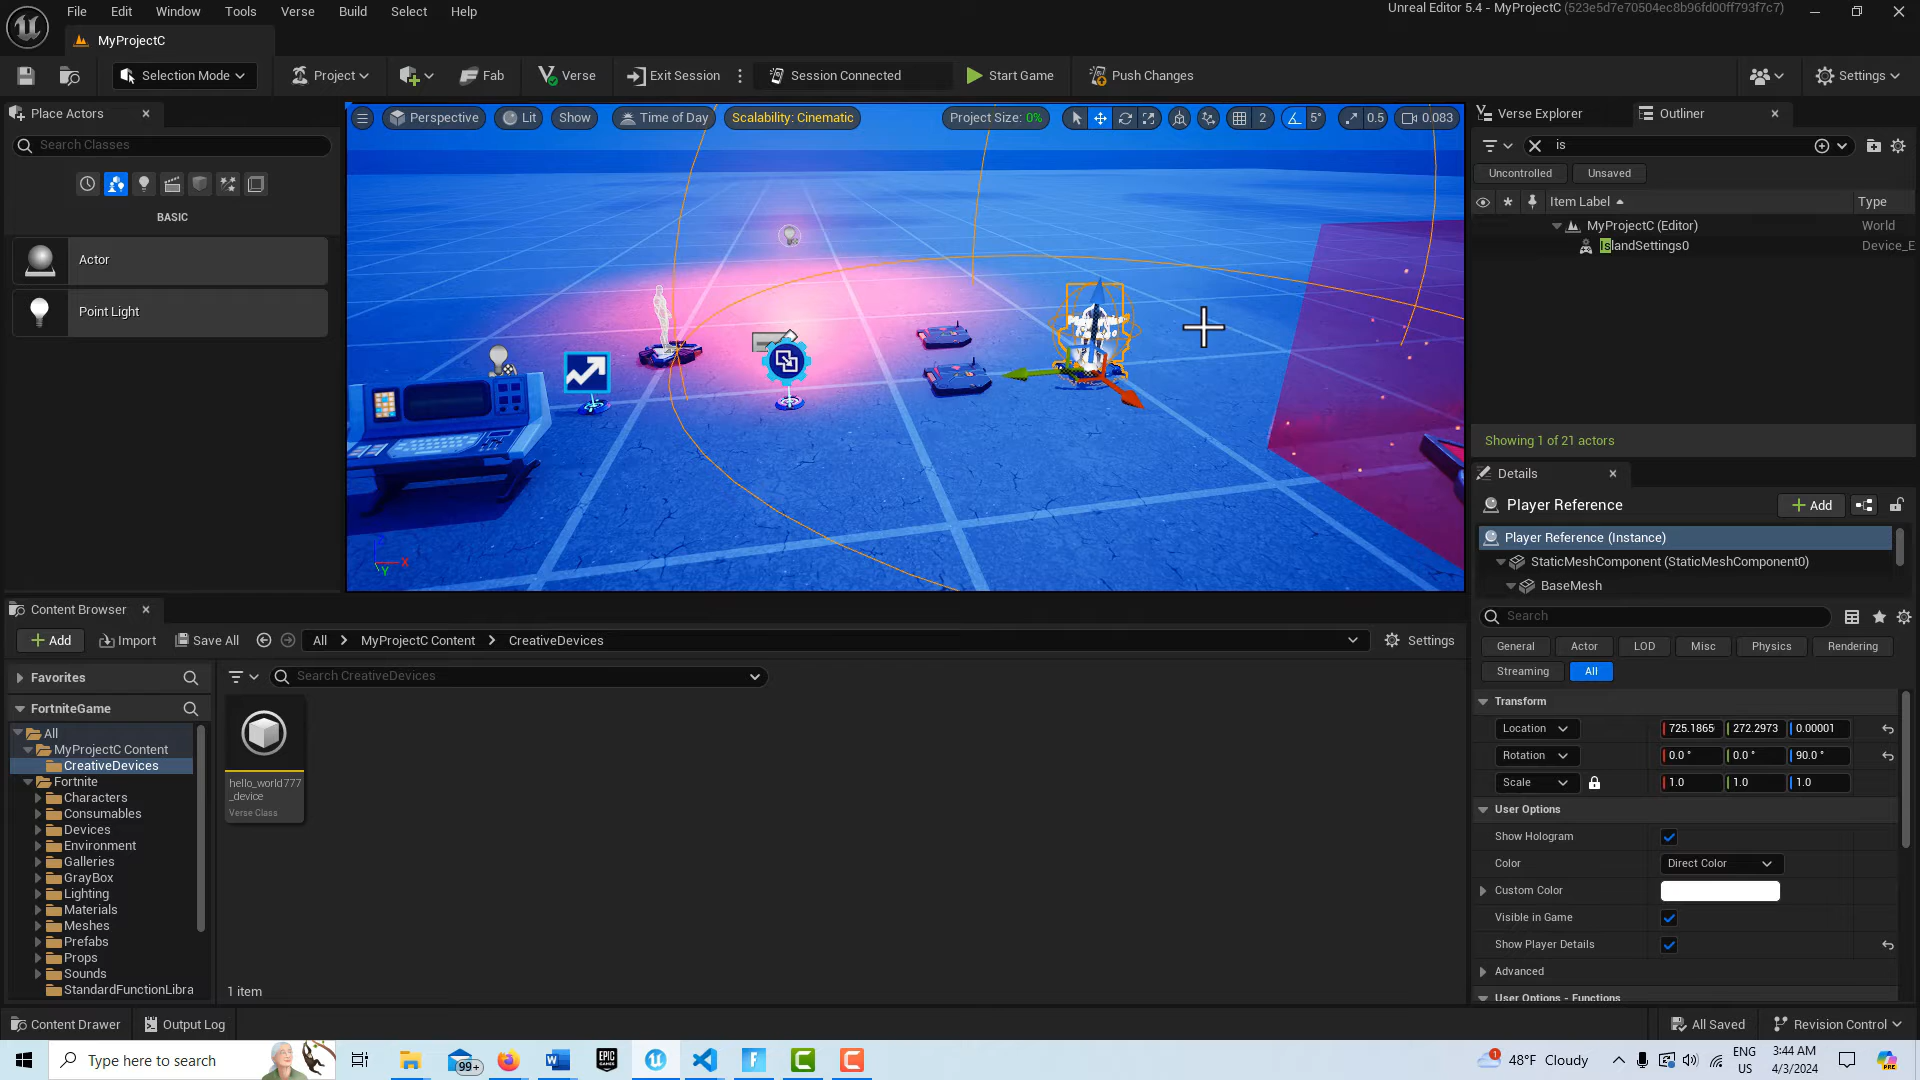 File Edit Window Tools Verse Build Select Help
Unreal Editor 5.4 - MyProjectC (523e5d7e70504ec8b96fd00ff793f7c7)
MyProjectC
Selection Mode Project Fab Verse Exit Session Session Connected Start Game Push Changes Settings
Place Actors
Search Classes
BASIC
Actor
Point Light
Perspective Lit Show Time of Day Scalability: Cinematic Project Size: 0% 2 5° 0.5 0.083
X
Y
Verse Explorer Outliner
is
Uncontrolled Unsaved
Item Label Type
MyProjectC (Editor) World
IslandSettings0 Device_E
Showing 1 of 21 actors
Details
Player Reference Add
Player Reference (Instance)
StaticMeshComponent (StaticMeshComponent0)
BaseMesh
Search
General Actor LOD Misc Physics Rendering
Streaming All
Transform
Location 725.1865 272.2973 0.00001
Rotation 0.0 ° 0.0 ° 90.0 °
Scale 1.0 1.0 1.0
User Options
Show Hologram
Color Direct Color
Custom Color
Visible in Game
Show Player Details
Advanced
User Options - Functions
Content Browser
Add Import Save All All MyProjectC Content CreativeDevices Settings
Favorites
Search CreativeDevices
FortniteGame
All
MyProjectC Content
CreativeDevices
Fortnite
Characters
Consumables
Devices
Environment
Galleries
GrayBox
Lighting
Materials
Meshes
Prefabs
Props
Sounds
StandardFunctionLibra
hello_world777
_device
Verse Class
1 item
Content Drawer Output Log All Saved Revision Control
Type here to search
99+
EPIC GAMES
1
48°F Cloudy
ENG
US
3:44 AM
4/3/2024
PRE